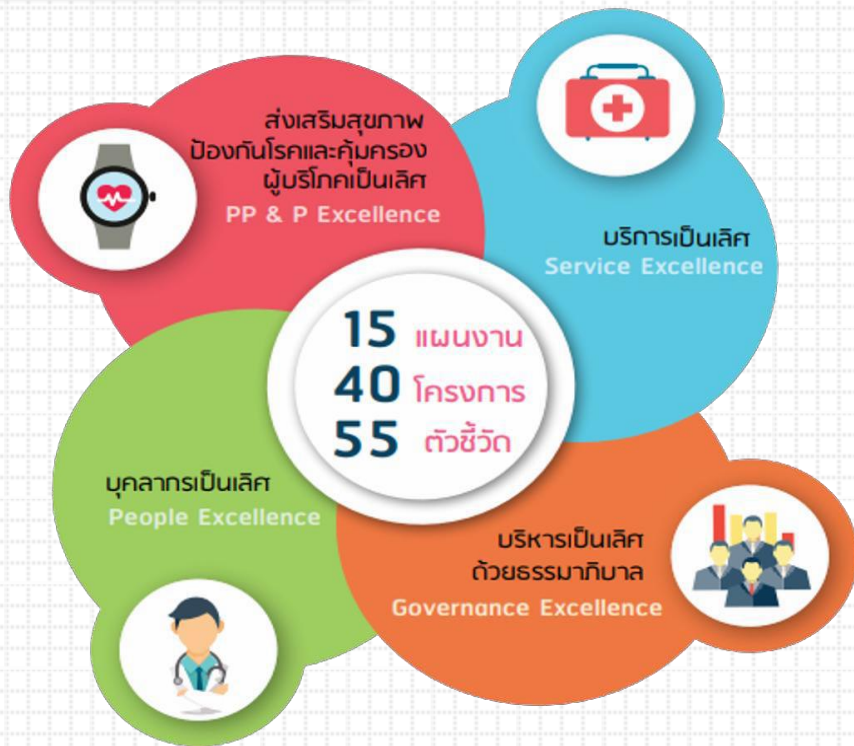 ส่งเสริมสุขภาพ
ป้องกันโรคและคุ้มครอง
ผู้บริโภคเป็นเลิศ
PP & P Excellence
บริการเป็นเลิศ
Service Excellence
15 แผนงาน
40 โครงการ
55 ตัวชี้วัด
บุคลากรเป็นเลิศ
People Excellence
บริหารเป็นเลิศ
ด้วยธรรมาภิบาล
Governance Excellence